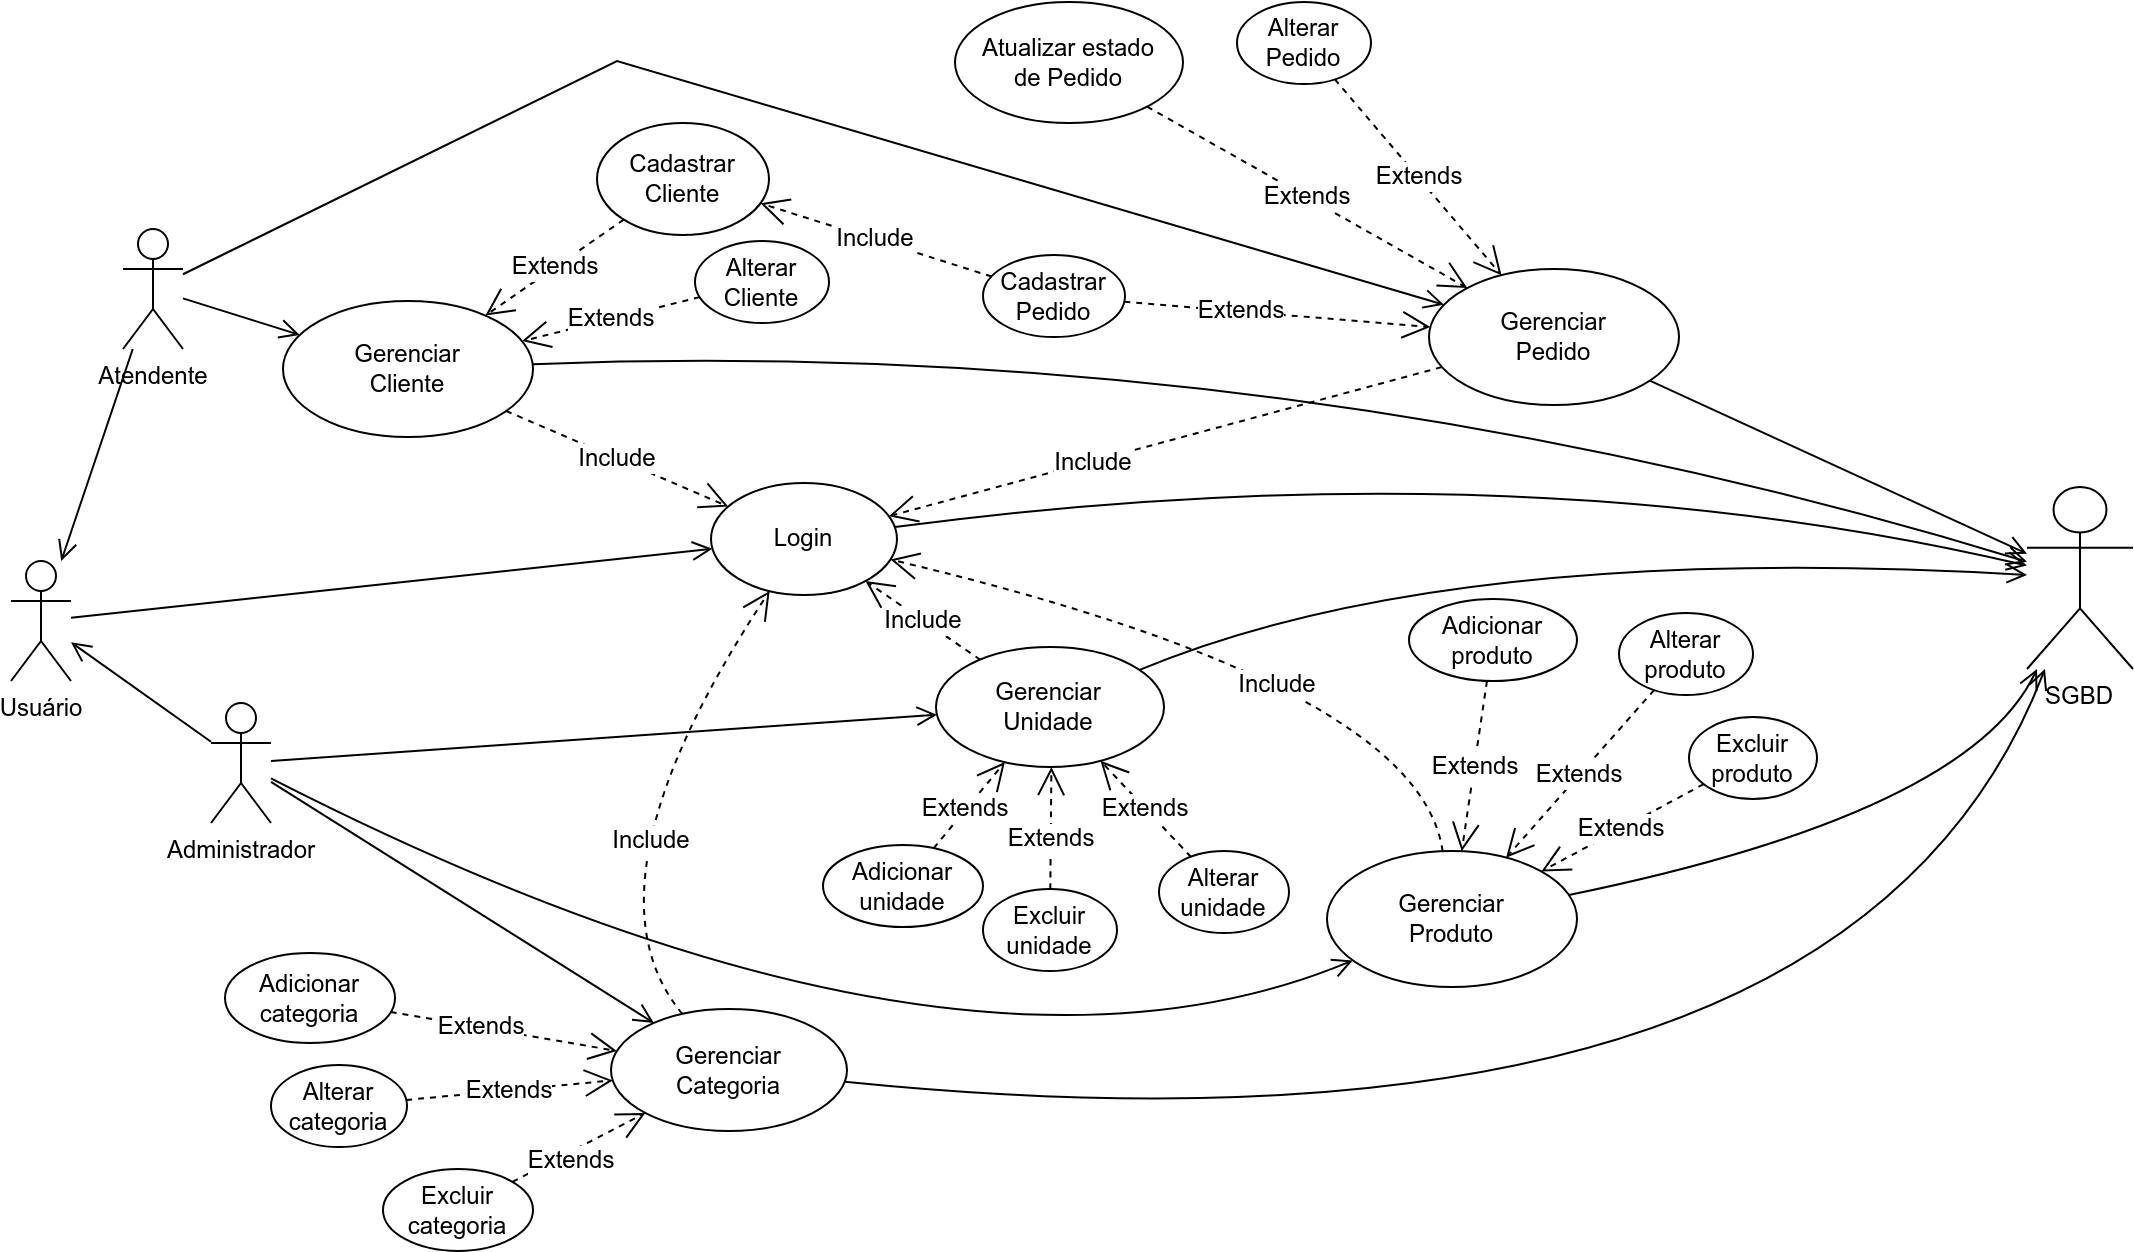 Atualizar estado
de Pedido
Alterar
Pedido
Cadastrar
Cliente
Extends
Extends
Include
Extends
Alterar
Cliente
Cadastrar
Pedido
Extends
Extends
Gerenciar
Pedido
Gerenciar
Cliente
Atendente
Include
Include
Login
Include
Usuário
Adicionar
produto
Alterar
produto
SGBD
Gerenciar
Unidade
Include
Excluir
produto
Extends
Extends
Extends
Administrador
Include
Extends
Extends
Extends
Adicionar
unidade
Excluir
unidade
Alterar
unidade
Gerenciar
Produto
Adicionar
categoria
Extends
Gerenciar
Categoria
Alterar
categoria
Extends
Extends
Excluir
categoria